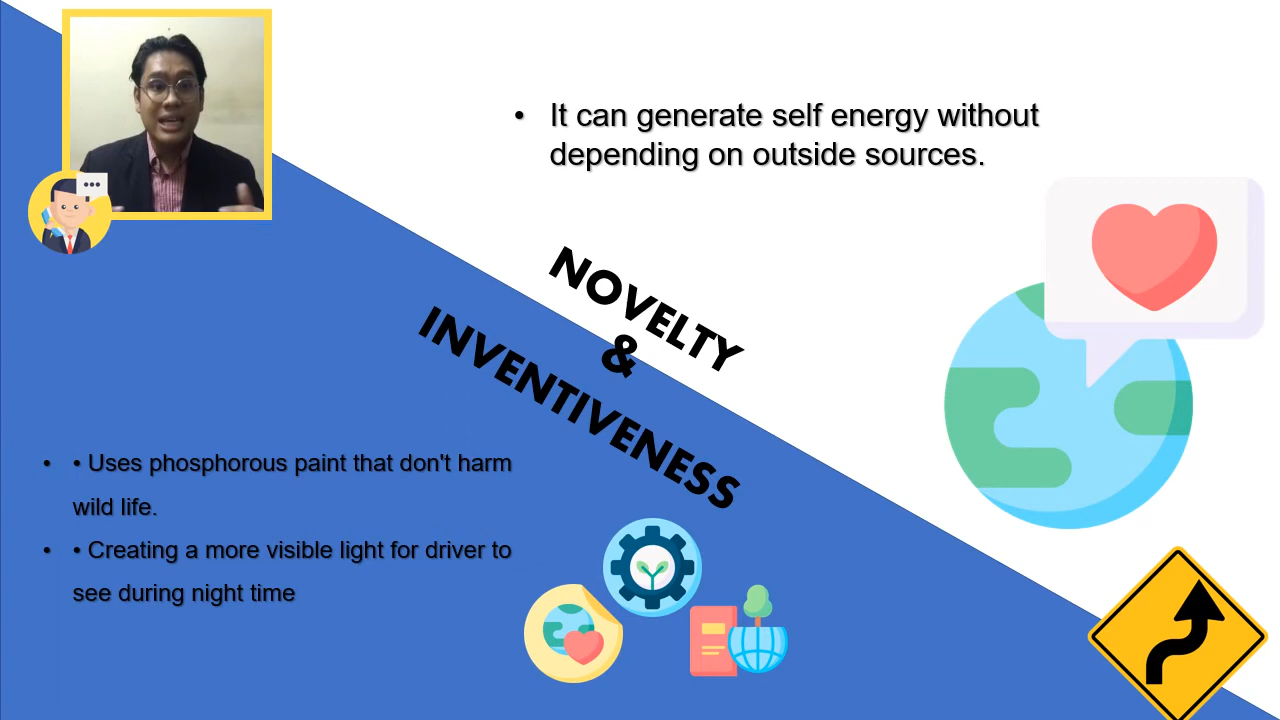 • It can generate self energy without
depending on outside sources.
NOVELTY
&
INVENTIVENESS
• • Uses phosphorous paint that don't harm
wild life.
• • Creating a more visible light for driver to
see during night time